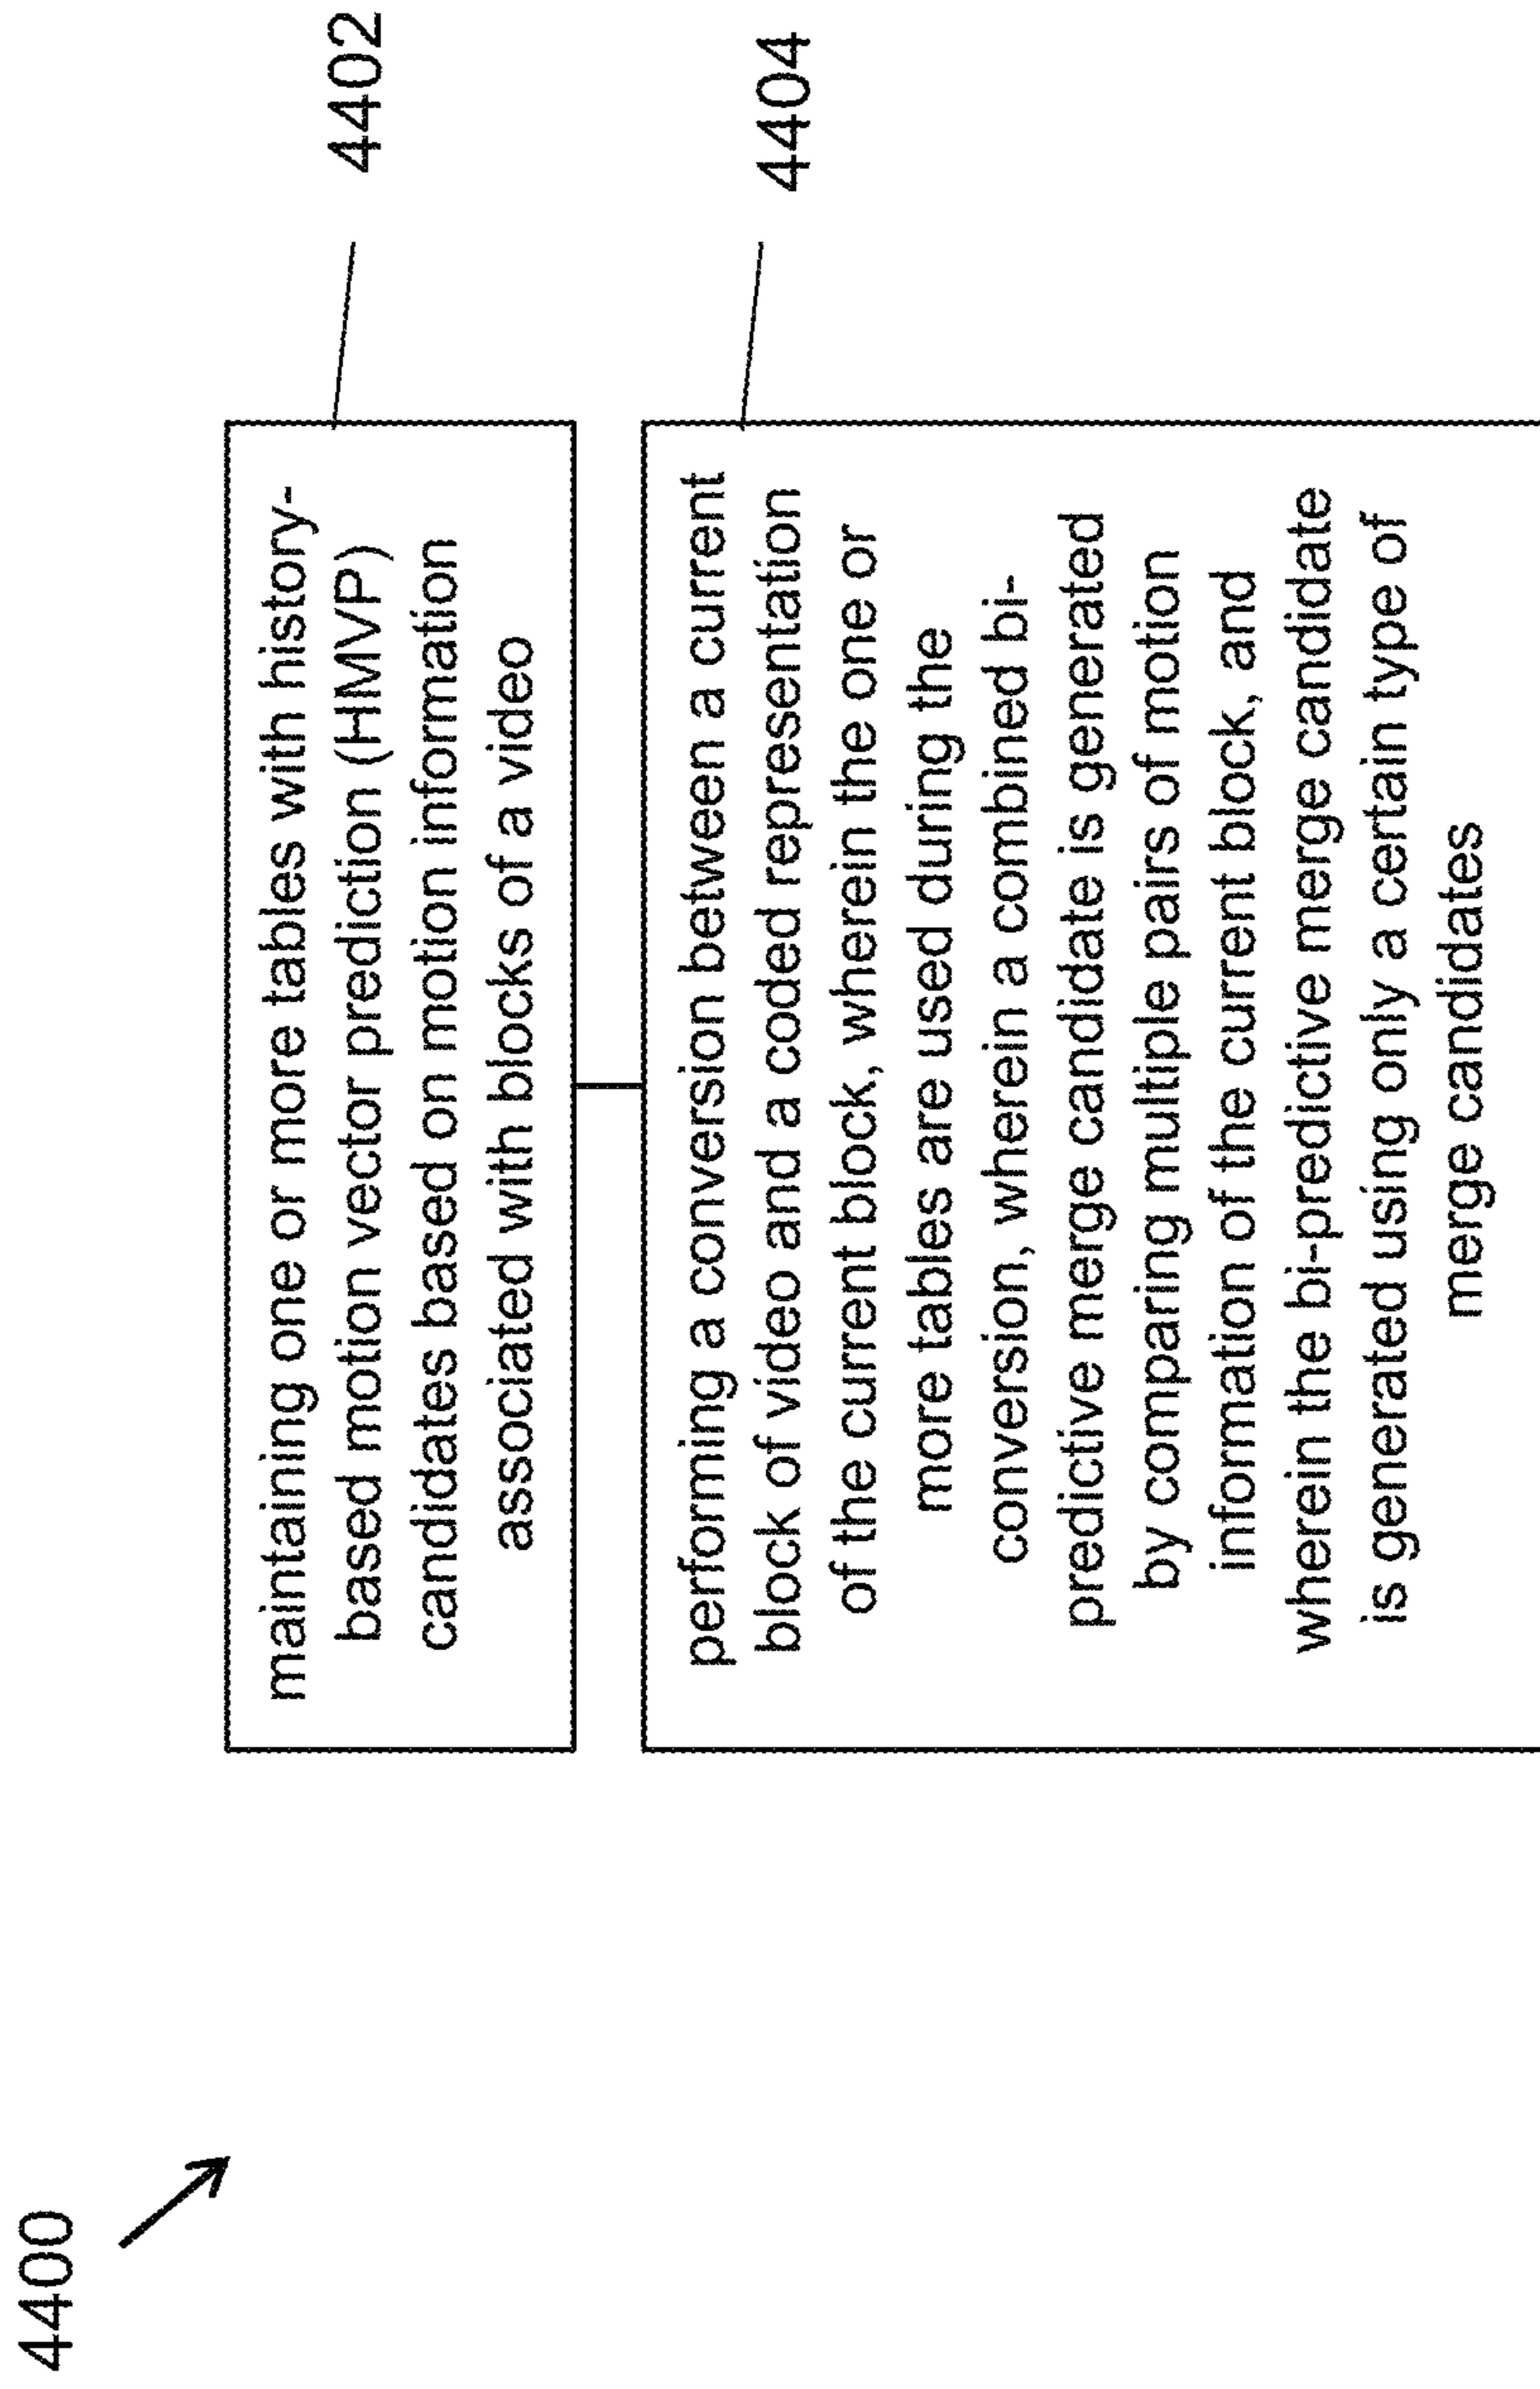 4400
maintaining one or more tables with history-
based motion vector prediction (HMVP)
candidates based on motion information
associated with blocks of a video
4402
performing a conversion between a current
block of video and a coded representation
of the current block, wherein the one or
more tables are used during the
conversion, wherein a combined bi-
predictive merge candidate is generated
by comparing multiple pairs of motion
information of the current block, and
wherein the bi-predictive merge candidate
is generated using only a certain type of
merge candidates
4404